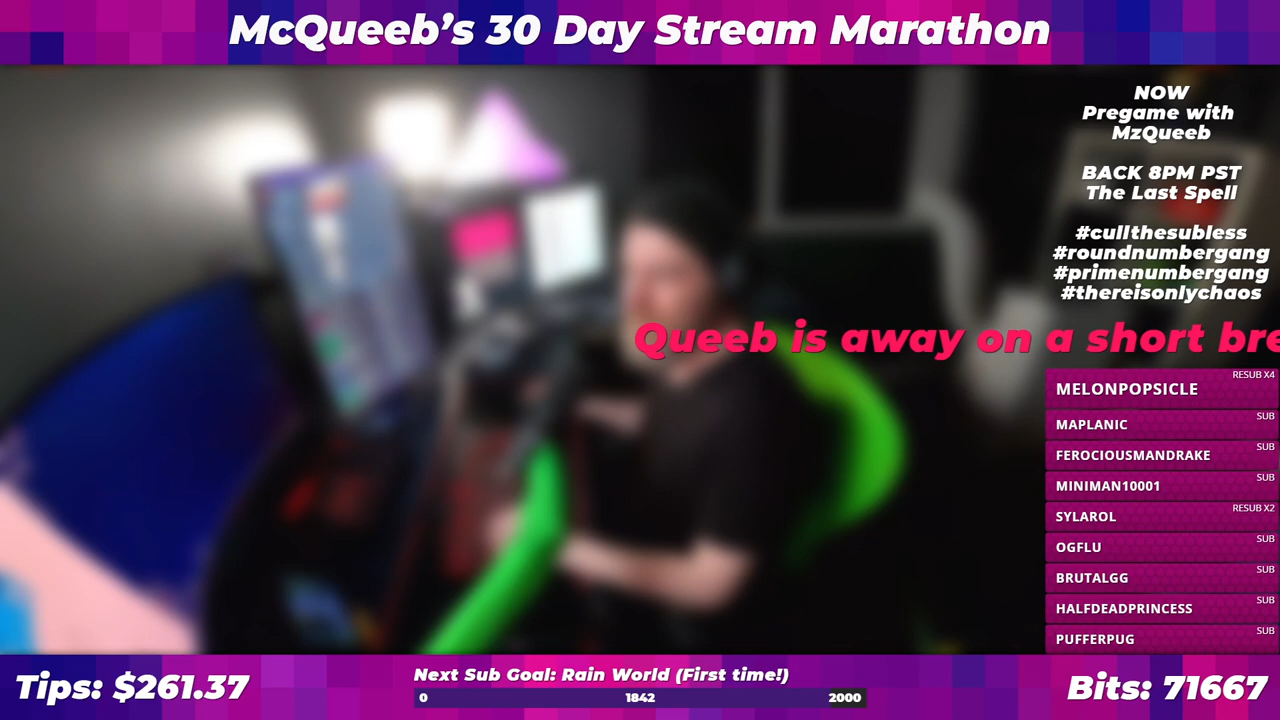 McQueeb’s 30 Day Stream Marathon
NOW
Pregame with
MzQueeb
BACK 8PM PST
The Last Spell
#cullthesubless
#roundnumbergang
#primenumbergang
#thereisonlychaos
Queeb is away on a short bre
RESUB X4
MELONPOPSICLE
SUB
MAPLANIC
SUB
FEROCIOUSMANDRAKE
SUB
MINIMAN10001
RESUB X2
SYLAROL
SUB
OGFLU
SUB
BRUTALGG
SUB
HALFDEADPRINCESS
SUB
PUFFERPUG
Tips: $261.37
Next Sub Goal: Rain World (First time!)
0 1842 2000
Bits: 71667